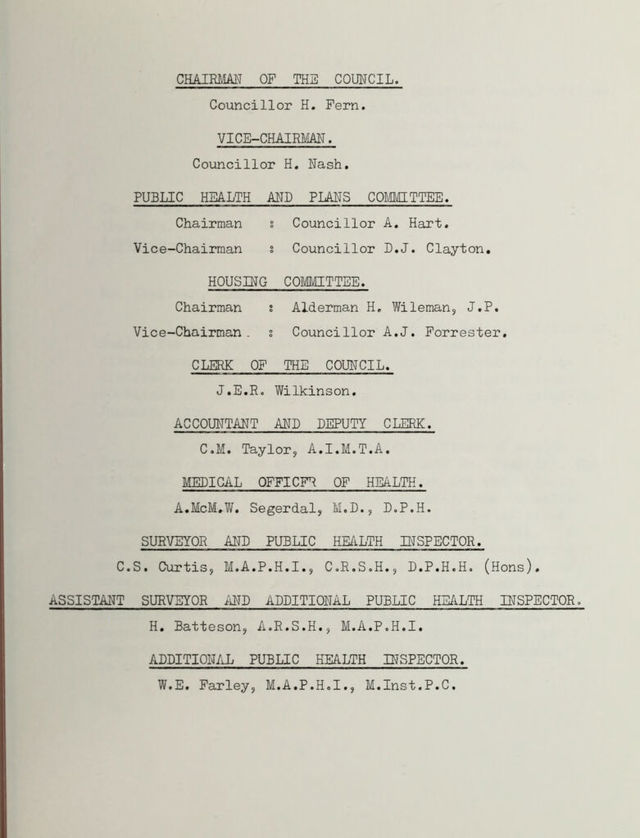 CHAIRMAN OF THE COUNCIL.
Councillor H. Fern.
VICE-CHAIRMAN.
Councillor H. Nash.
PUBLIC HEALTH AND PLANS COMMITTEE.
Chairman : Councillor A. Hart.
Vice-Chairman : Councillor D.J. Clayton.
HOUSING COMMITTEE.
Chairman : Alderman H. Wileman, J.P.
Vice-Chairman. : Councillor A.J. Forrester.
CLERK OF THE COUNCIL.
J.E.R. Wilkinson.
ACCOUNTANT AND DEPUTY CLERK.
C.M. Taylor, A.I.M.T.A.
MEDICAL OFFICER OF HEALTH.
A.McM.W. Segerdal, M.D., D.P.H.
SURVEYOR AND PUBLIC HEALTH INSPECTOR.
C.S. Curtis, M.A.P.H.I., C.R.S.H., D.P.H.H. (Hons).
ASSISTANT SURVEYOR AND ADDITIONAL PUBLIC HEALTH INSPECTOR.
H. Batteson, A.R.S.H., M.A.P.H.I.
ADDITIONAL PUBLIC HEALTH INSPECTOR.
W.E. Farley, M.A.P.H.I., M.Inst.P.C.